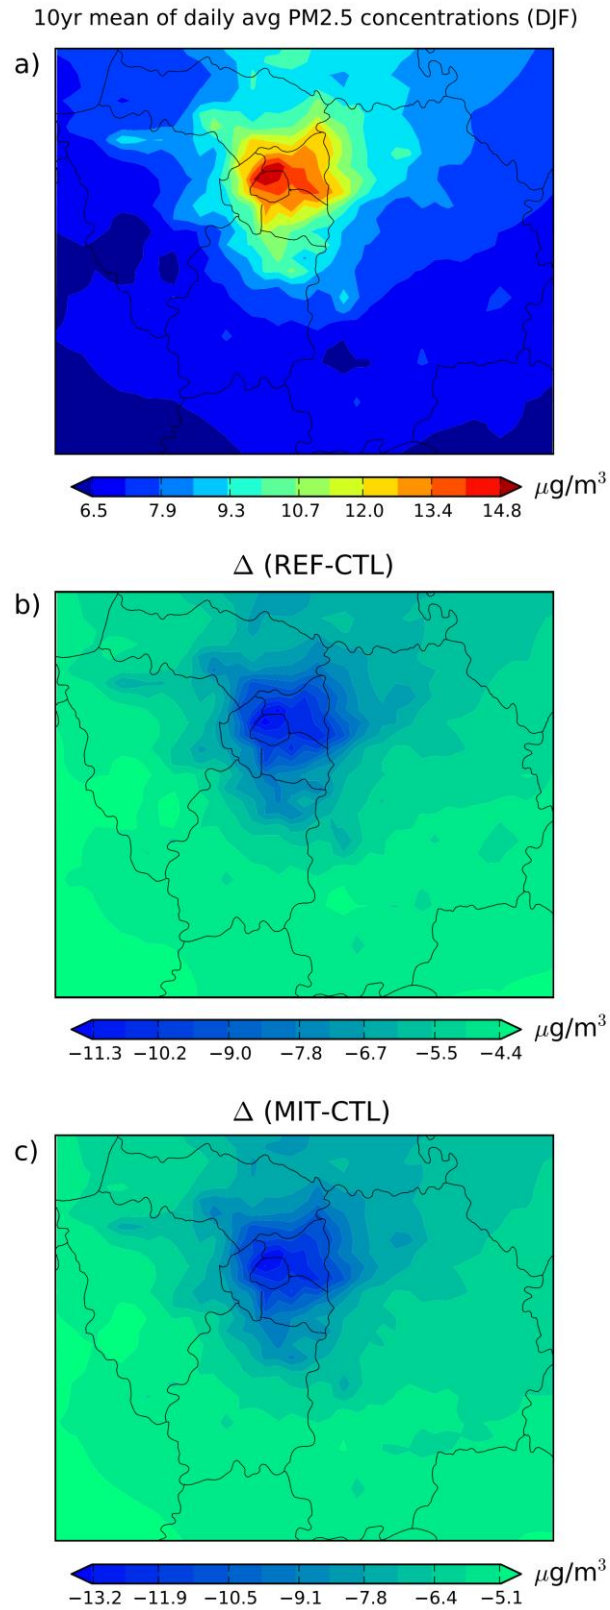 10yr mean of daily avg PM2.5 concentrations (DJF)
a)
6.5 7.9 9.3 10.7 12.0 13.4 14.8 μg/m³
Δ (REF-CTL)
b)
−11.3 −10.2 −9.0 −7.8 −6.7 −5.5 −4.4 μg/m³
Δ (MIT-CTL)
c)
−13.2 −11.9 −10.5 −9.1 −7.8 −6.4 −5.1 μg/m³